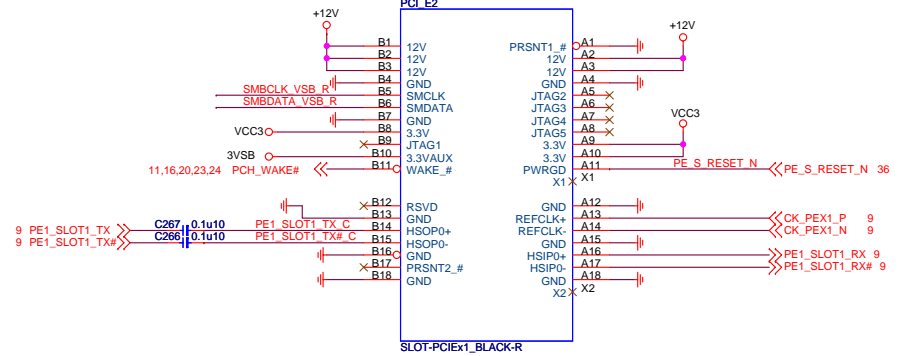 PCI_E2
+12V
+12V
B1 12V PRSNT1_# A1
B2 12V 12V A2
B3 12V 12V A3
B4 GND GND A4
SMBCLK_VSB_R B5 SMCLK JTAG2 A5
SMBDATA_VSB_R B6 SMDATA JTAG3 A6
B7 GND JTAG4 A7
VCC3
VCC3 B8 3.3V JTAG5 A8
B9 JTAG1 3.3V A9
3VSB B10 3.3VAUX 3.3V A10
11,16,20,23,24 PCH_WAKE# B11 WAKE_# PWRGD A11 PE_S_RESET_N PE_S_RESET_N 36
X1 X1
B12 RSVD GND A12
B13 GND REFCLK+ A13 CK_PEX1_P 9
9 PE1_SLOT1_TX C267 0.1u10 PE1_SLOT1_TX_C B14 HSOP0+ REFCLK- A14 CK_PEX1_N 9
9 PE1_SLOT1_TX# C266 0.1u10 PE1_SLOT1_TX#_C B15 HSOP0- GND A15
B16 GND HSIP0+ A16 PE1_SLOT1_RX 9
B17 PRSNT2_# HSIP0- A17 PE1_SLOT1_RX# 9
B18 GND GND A18
X2 X2
SLOT-PCIEx1_BLACK-R